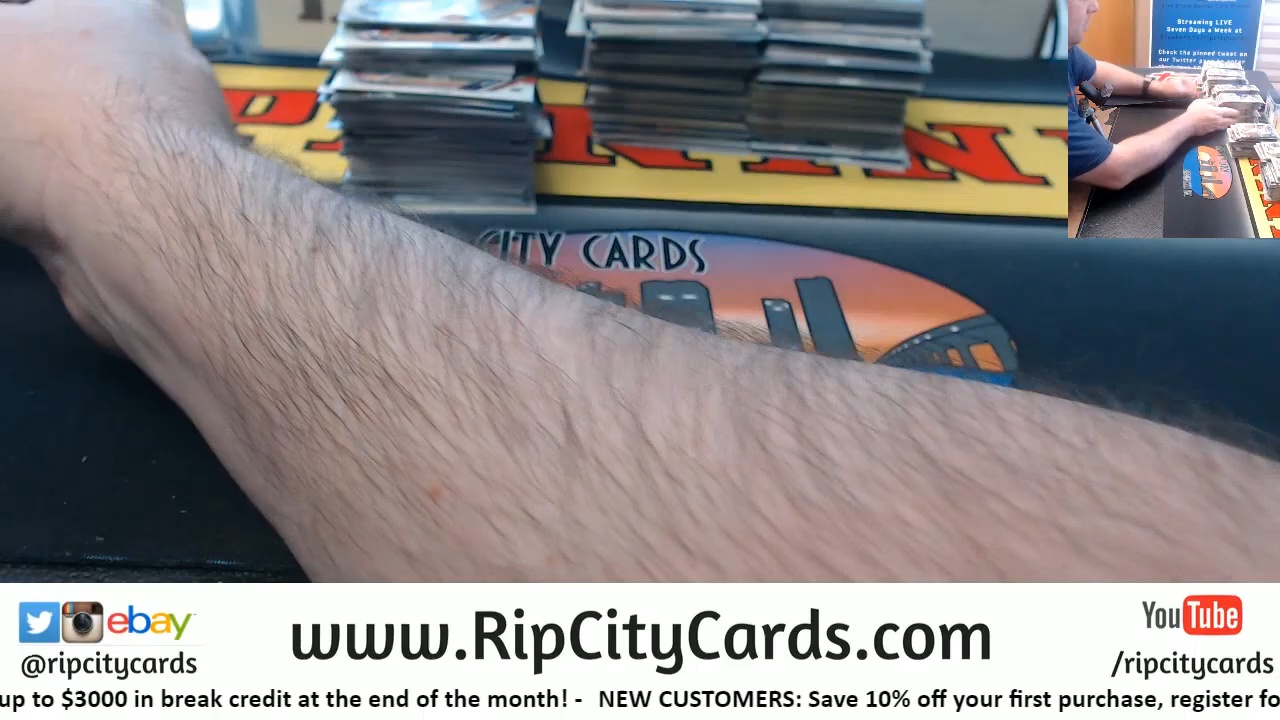 Streaming LIVE
Seven Days a Week at
Check the pinned tweet on
our Twitter
CITY CARDS
www.RipCityCards.com
ebay
@ripcitycards
YouTube
/ripcitycards
up to $3000 in break credit at the end of the month! - NEW CUSTOMERS: Save 10% off your first purchase, register fo